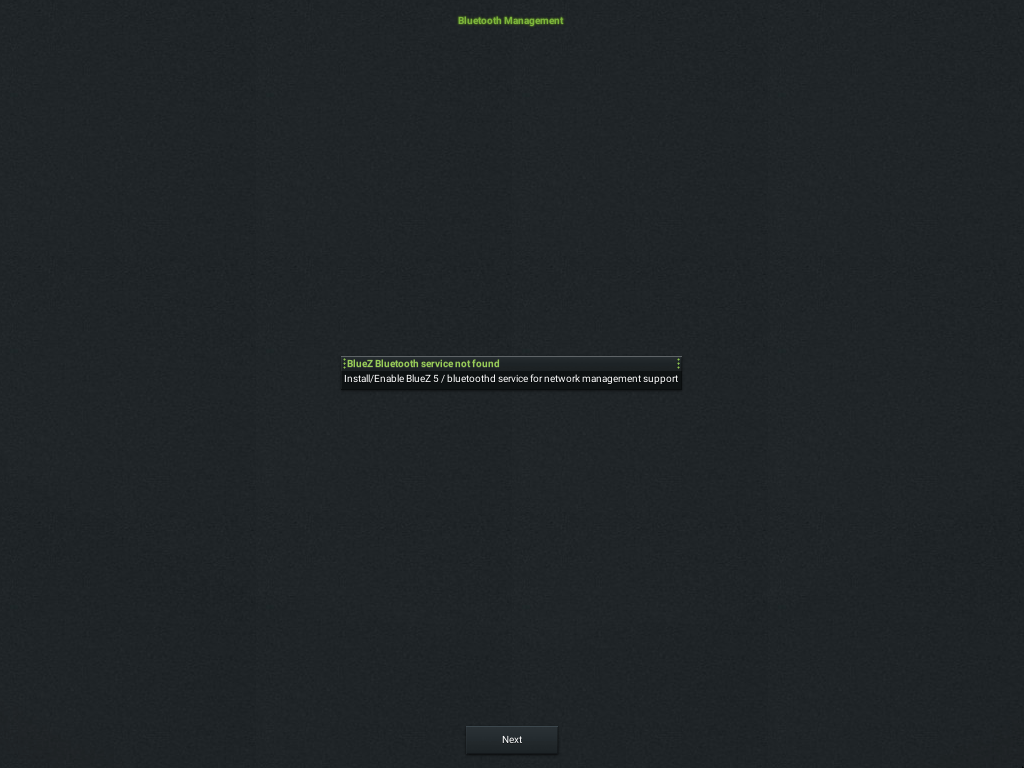 Bluetooth Management
BlueZ Bluetooth service not found
Install/Enable BlueZ 5 / bluetoothd service for network management support
Next